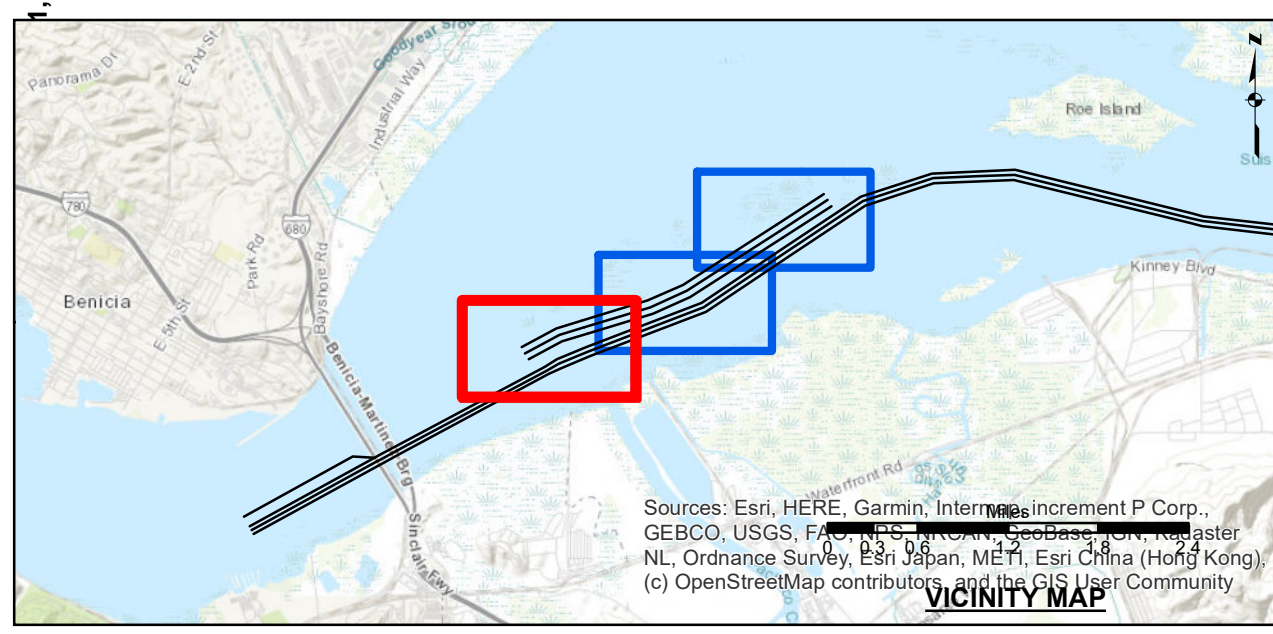 1,
Panorama Dr
E 2nd St
Goodyear Slou
Industrial Way
Roe Island
N
Suis
780
680
Park Rd
Bayshore Rd
Benicia
E 5th St
Kinney Blvd
Benicia-Martinez Brg
Waterfront Rd
Sinclair Fwy
Sources: Esri, HERE, Garmin, Intermap, increment P Corp.,
GEBCO, USGS, FAO, NPS, NRCAN, GeoBase, IGN, Kadaster
NL, Ordnance Survey, Esri Japan, METI, Esri China (Hong Kong),
(c) OpenStreetMap contributors, and the GIS User Community
Miles
0 0.3 0.6 1.2 1.8 2.4
VICINITY MAP